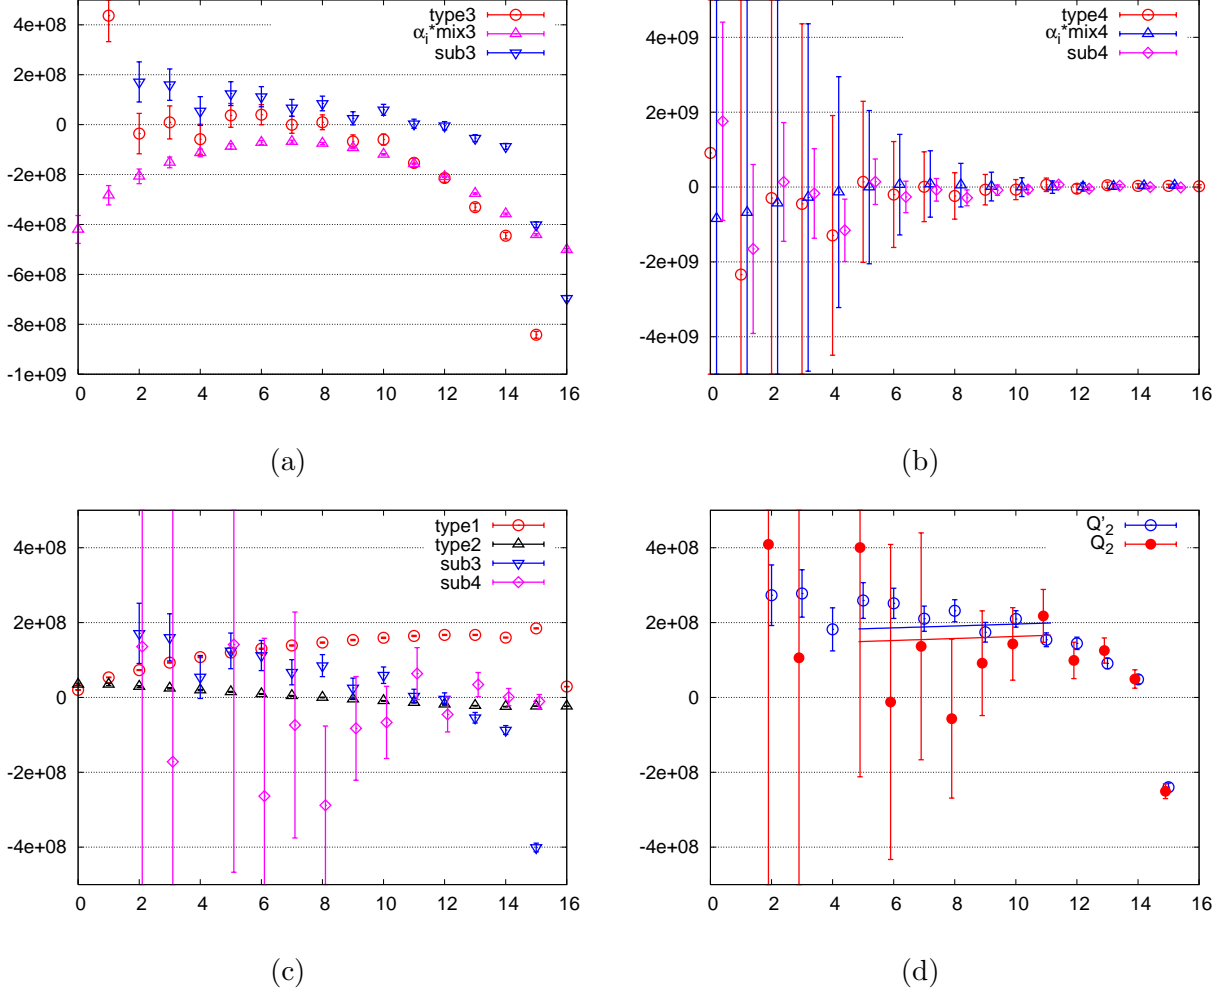 4e+08
2e+08
0
-2e+08
-4e+08
-6e+08
-8e+08
-1e+09
0 2 4 6 8 10 12 14 16
type3
αi*mix3
sub3
(a)
4e+09
2e+09
0
-2e+09
-4e+09
0 2 4 6 8 10 12 14 16
type4
αi*mix4
sub4
(b)
4e+08
2e+08
0
-2e+08
-4e+08
0 2 4 6 8 10 12 14 16
type1
type2
sub3
sub4
(c)
4e+08
2e+08
0
-2e+08
-4e+08
0 2 4 6 8 10 12 14 16
Q'2
Q2
(d)